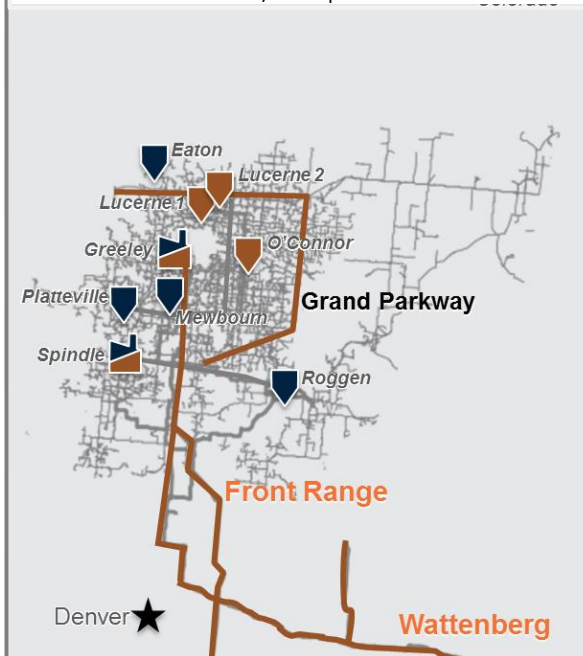 Eaton
Lucerne 2
Lucerne 1
O'Connor
Greeley
Platteville
Mewbourn
Grand Parkway
Spindle
Roggen
Front Range
Denver
Wattenberg